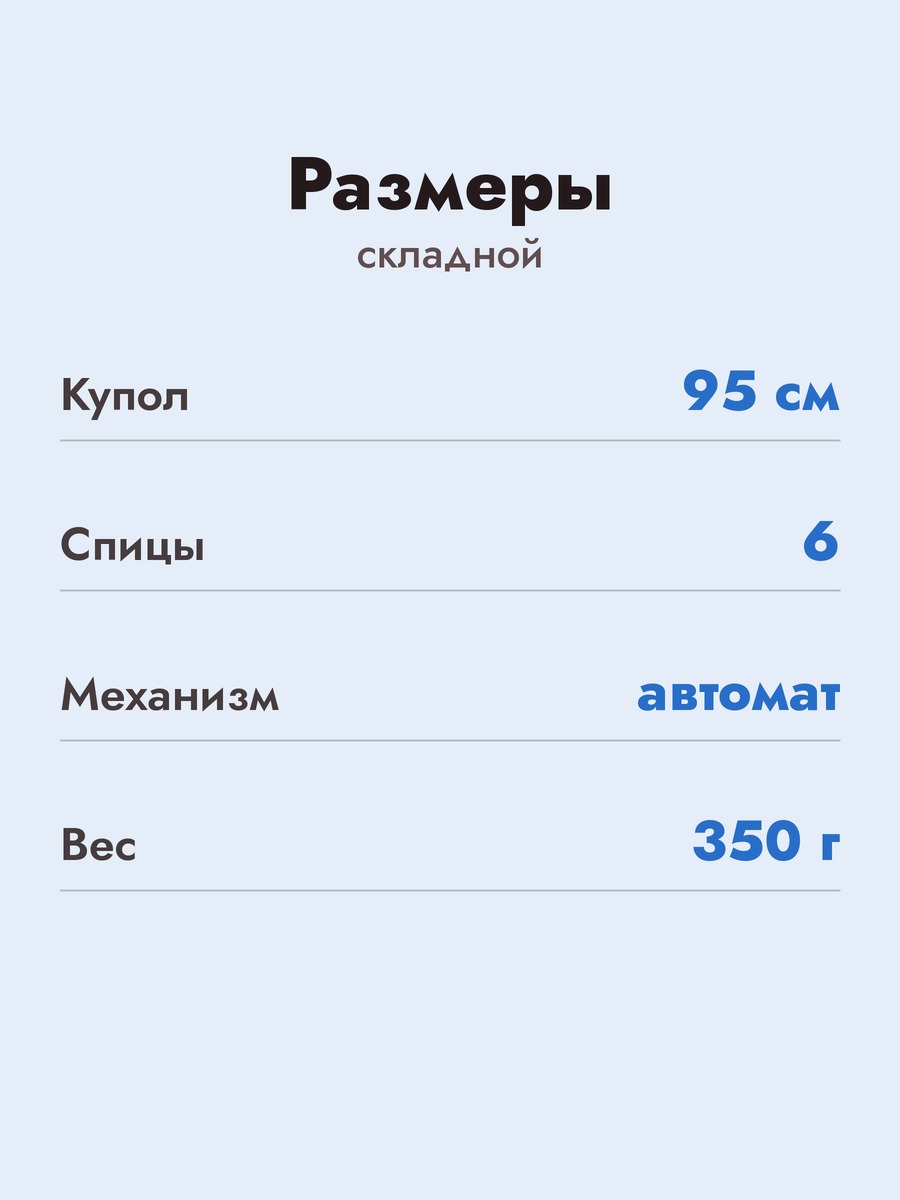 Размеры
складной
Купол 95 см
Спицы 6
Механизм автомат
Вес 350 г